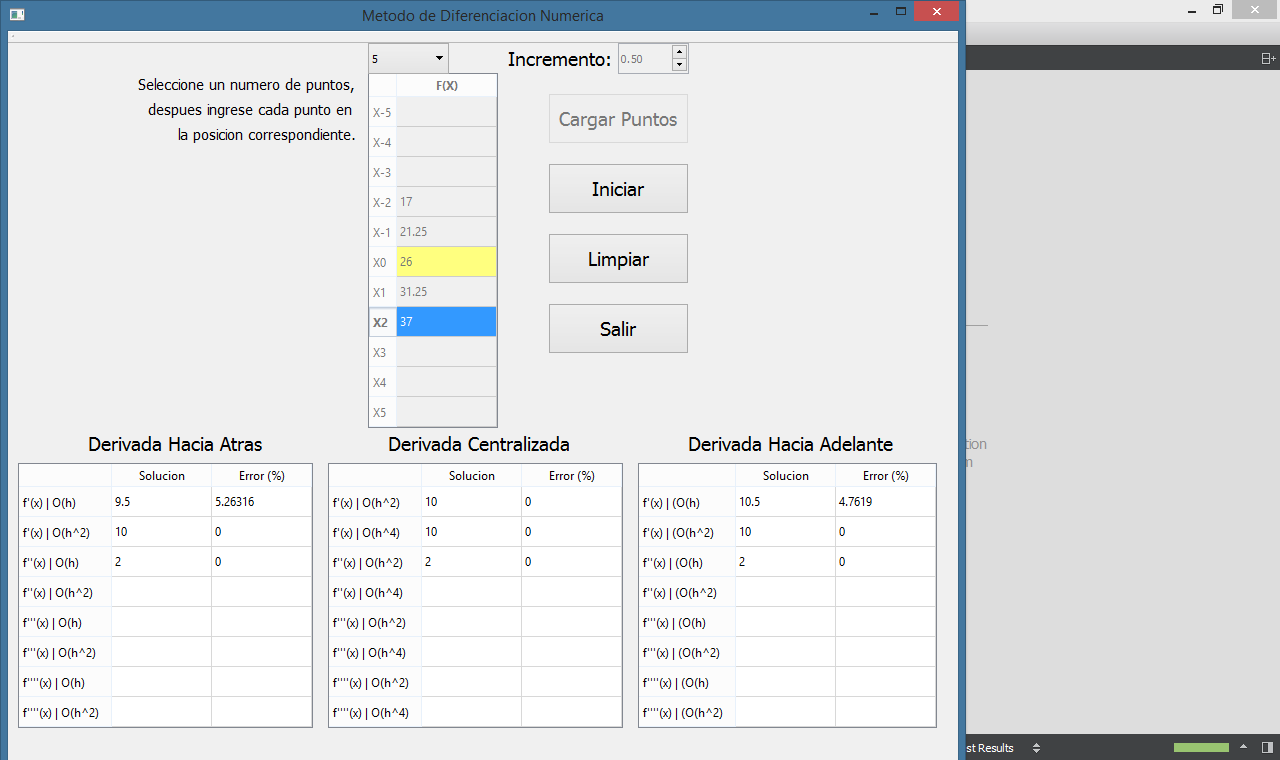 Metodo de Diferenciacion Numerica
5
Incremento: 0.50
Seleccione un numero de puntos,
despues ingrese cada punto en
la posicion correspondiente.
F(X)
X-5
X-4
X-3
X-2 17
X-1 21.25
X0 26
X1 31.25
X2 37
X3
X4
X5
Cargar Puntos
Iniciar
Limpiar
Salir
Derivada Hacia Atras
Solucion Error (%)
f'(x) | O(h) 9.5 5.26316
f'(x) | O(h^2) 10 0
f''(x) | O(h) 2 0
f''(x) | O(h^2)
f'''(x) | O(h)
f'''(x) | O(h^2)
f''''(x) | O(h)
f''''(x) | O(h^2)
Derivada Centralizada
Solucion Error (%)
f'(x) | O(h^2) 10 0
f'(x) | O(h^4) 10 0
f''(x) | O(h^2) 2 0
f''(x) | O(h^4)
f'''(x) | O(h^2)
f'''(x) | O(h^4)
f''''(x) | O(h^2)
f''''(x) | O(h^4)
Derivada Hacia Adelante
Solucion Error (%)
f'(x) | (O(h) 10.5 4.7619
f'(x) | (O(h^2) 10 0
f''(x) | (O(h) 2 0
f''(x) | (O(h^2)
f'''(x) | (O(h)
f'''(x) | (O(h^2)
f''''(x) | (O(h)
f''''(x) | (O(h^2)
tion
m
st Results